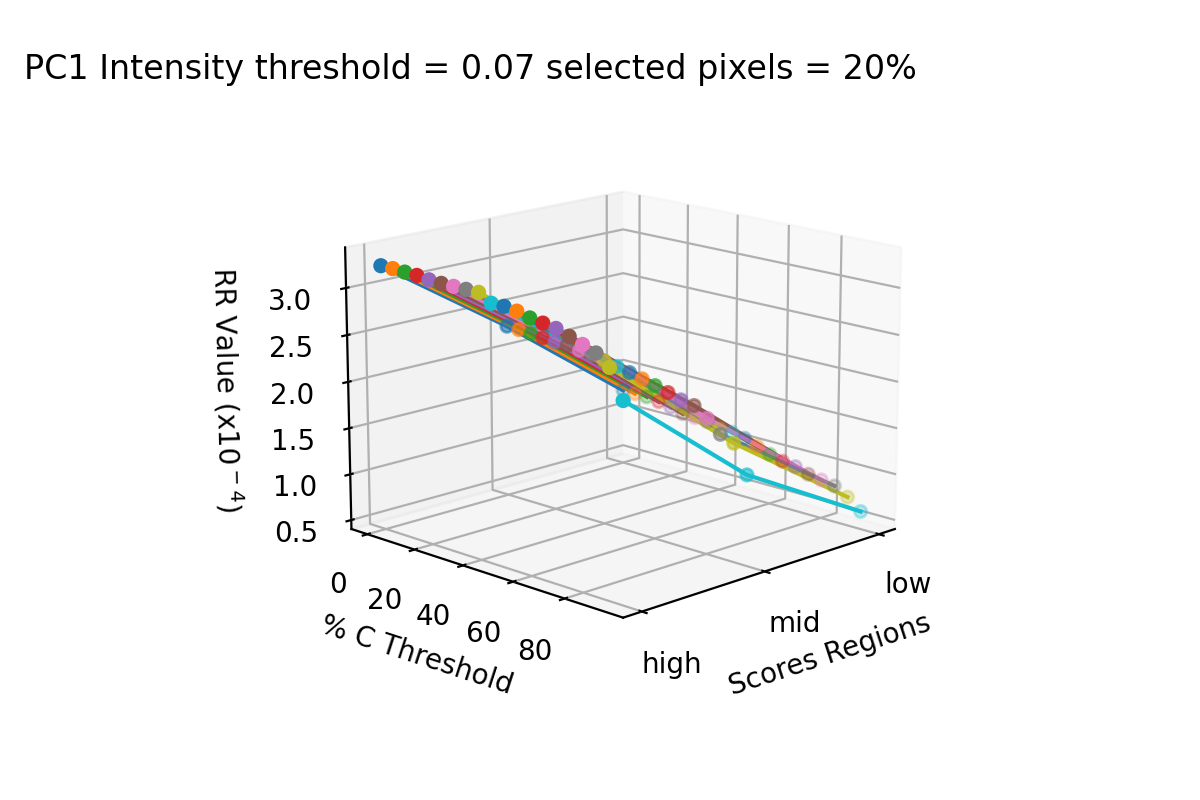 PC1 Intensity threshold = 0.07 selected pixels = 20%
RR Value (x10⁻⁴)
3.0
2.5
2.0
1.5
1.0
0.5
0
20
40
60
80
% C Threshold
high
mid
low
Scores Regions